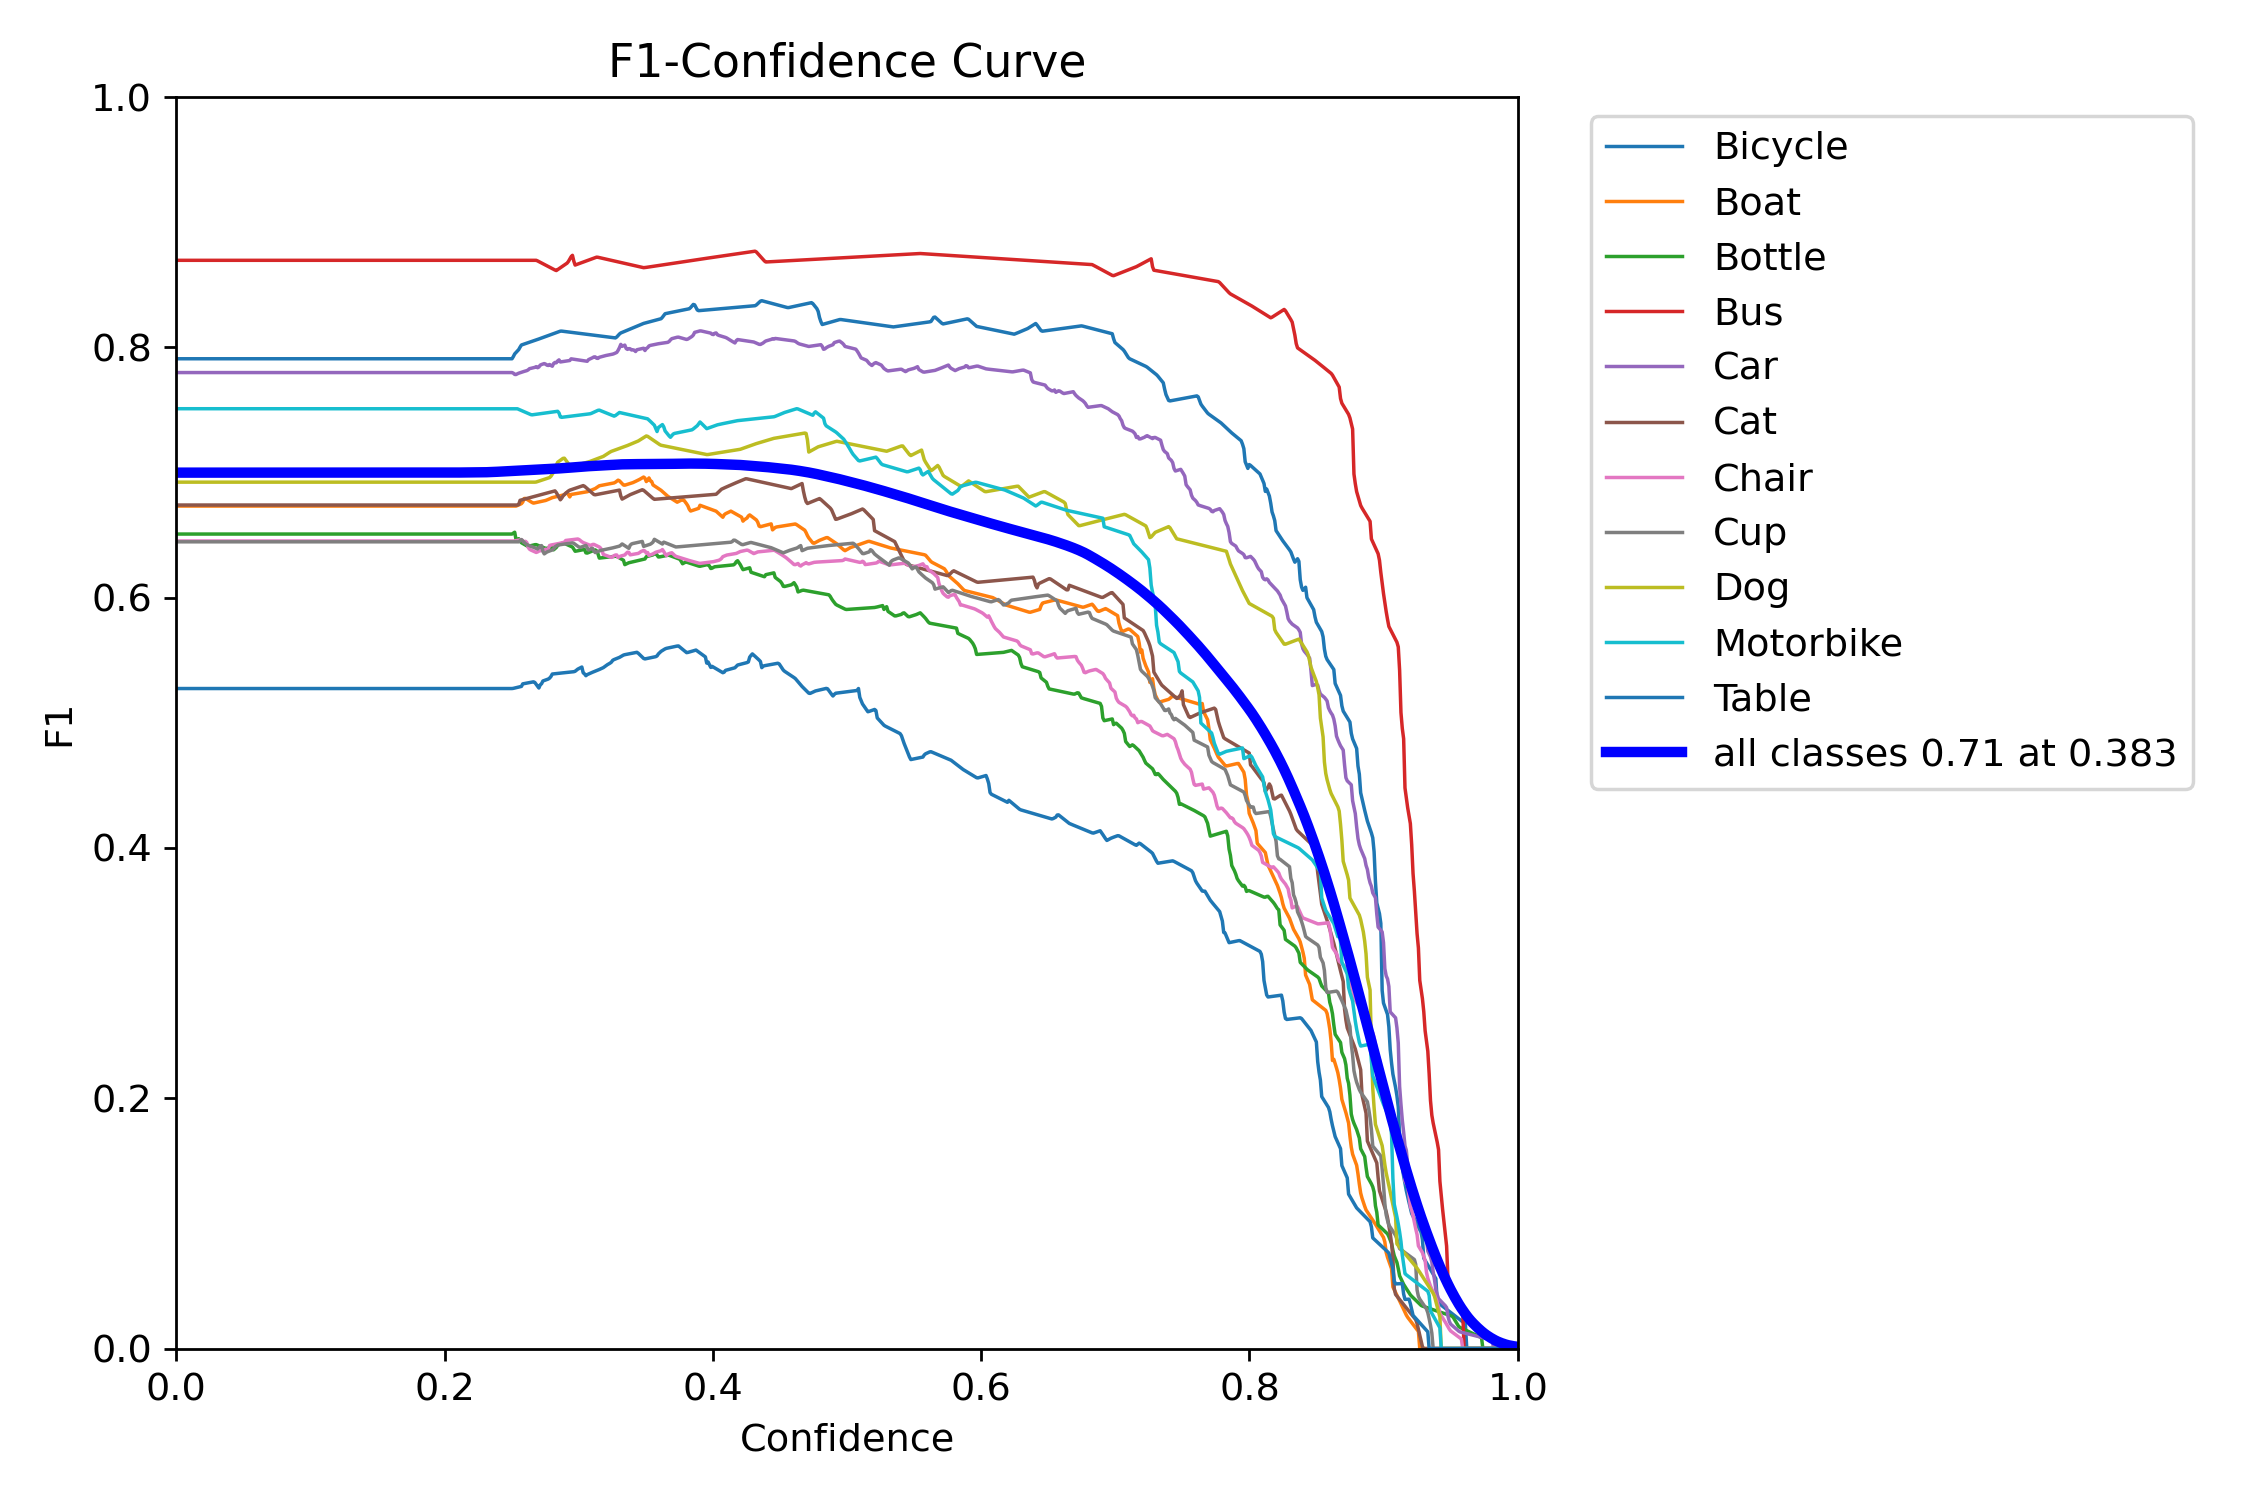 F1-Confidence Curve
1.0
0.8
0.6
0.4
0.2
0.0
F1
0.0 0.2 0.4 0.6 0.8 1.0
Confidence
Bicycle
Boat
Bottle
Bus
Car
Cat
Chair
Cup
Dog
Motorbike
Table
all classes 0.71 at 0.383